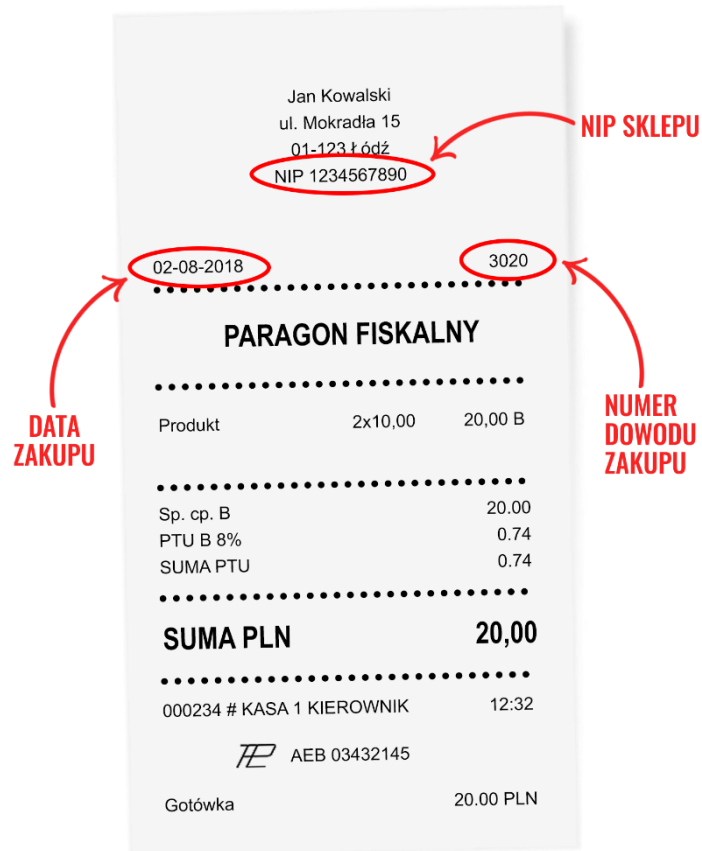 Jan Kowalski
ul. Mokradła 15
01-123 Łódź
NIP 1234567890
NIP SKLEPU
02-08-2018 3020
PARAGON FISKALNY
Produkt 2x10,00 20,00 B
DATA
ZAKUPU
NUMER
DOWODU
ZAKUPU
Sp. cp. B 20.00
PTU B 8% 0.74
SUMA PTU 0.74
SUMA PLN 20,00
000234 # KASA 1 KIEROWNIK 12:32
AEB 03432145
Gotówka 20.00 PLN